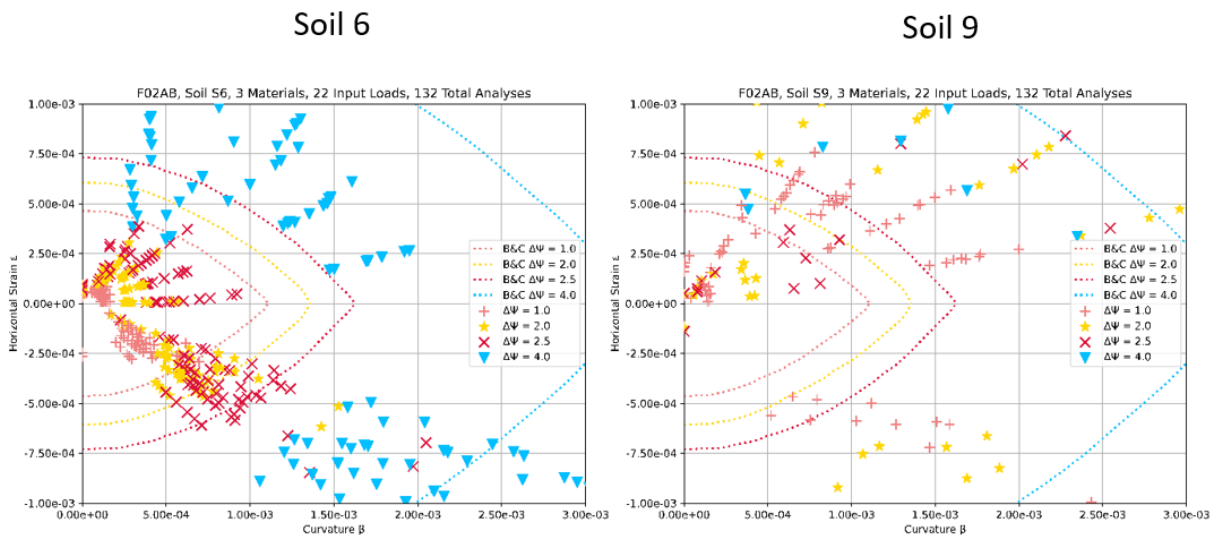 Soil 6
F02AB, Soil S6, 3 Materials, 22 Input Loads, 132 Total Analyses
1.00e-03
7.50e-04
5.00e-04
2.50e-04
0.00e+00
-2.50e-04
-5.00e-04
-7.50e-04
-1.00e-03
Horizontal Strain ε
0.00e+00 5.00e-04 1.00e-03 1.50e-03 2.00e-03 2.50e-03 3.00e-03
Curvature β
B&C ΔΨ = 1.0
B&C ΔΨ = 2.0
B&C ΔΨ = 2.5
B&C ΔΨ = 4.0
ΔΨ = 1.0
ΔΨ = 2.0
ΔΨ = 2.5
ΔΨ = 4.0
Soil 9
F02AB, Soil S9, 3 Materials, 22 Input Loads, 132 Total Analyses
1.00e-03
7.50e-04
5.00e-04
2.50e-04
0.00e+00
-2.50e-04
-5.00e-04
-7.50e-04
-1.00e-03
Horizontal Strain ε
0.00e+00 5.00e-04 1.00e-03 1.50e-03 2.00e-03 2.50e-03 3.00e-03
Curvature β
B&C ΔΨ = 1.0
B&C ΔΨ = 2.0
B&C ΔΨ = 2.5
B&C ΔΨ = 4.0
ΔΨ = 1.0
ΔΨ = 2.0
ΔΨ = 2.5
ΔΨ = 4.0